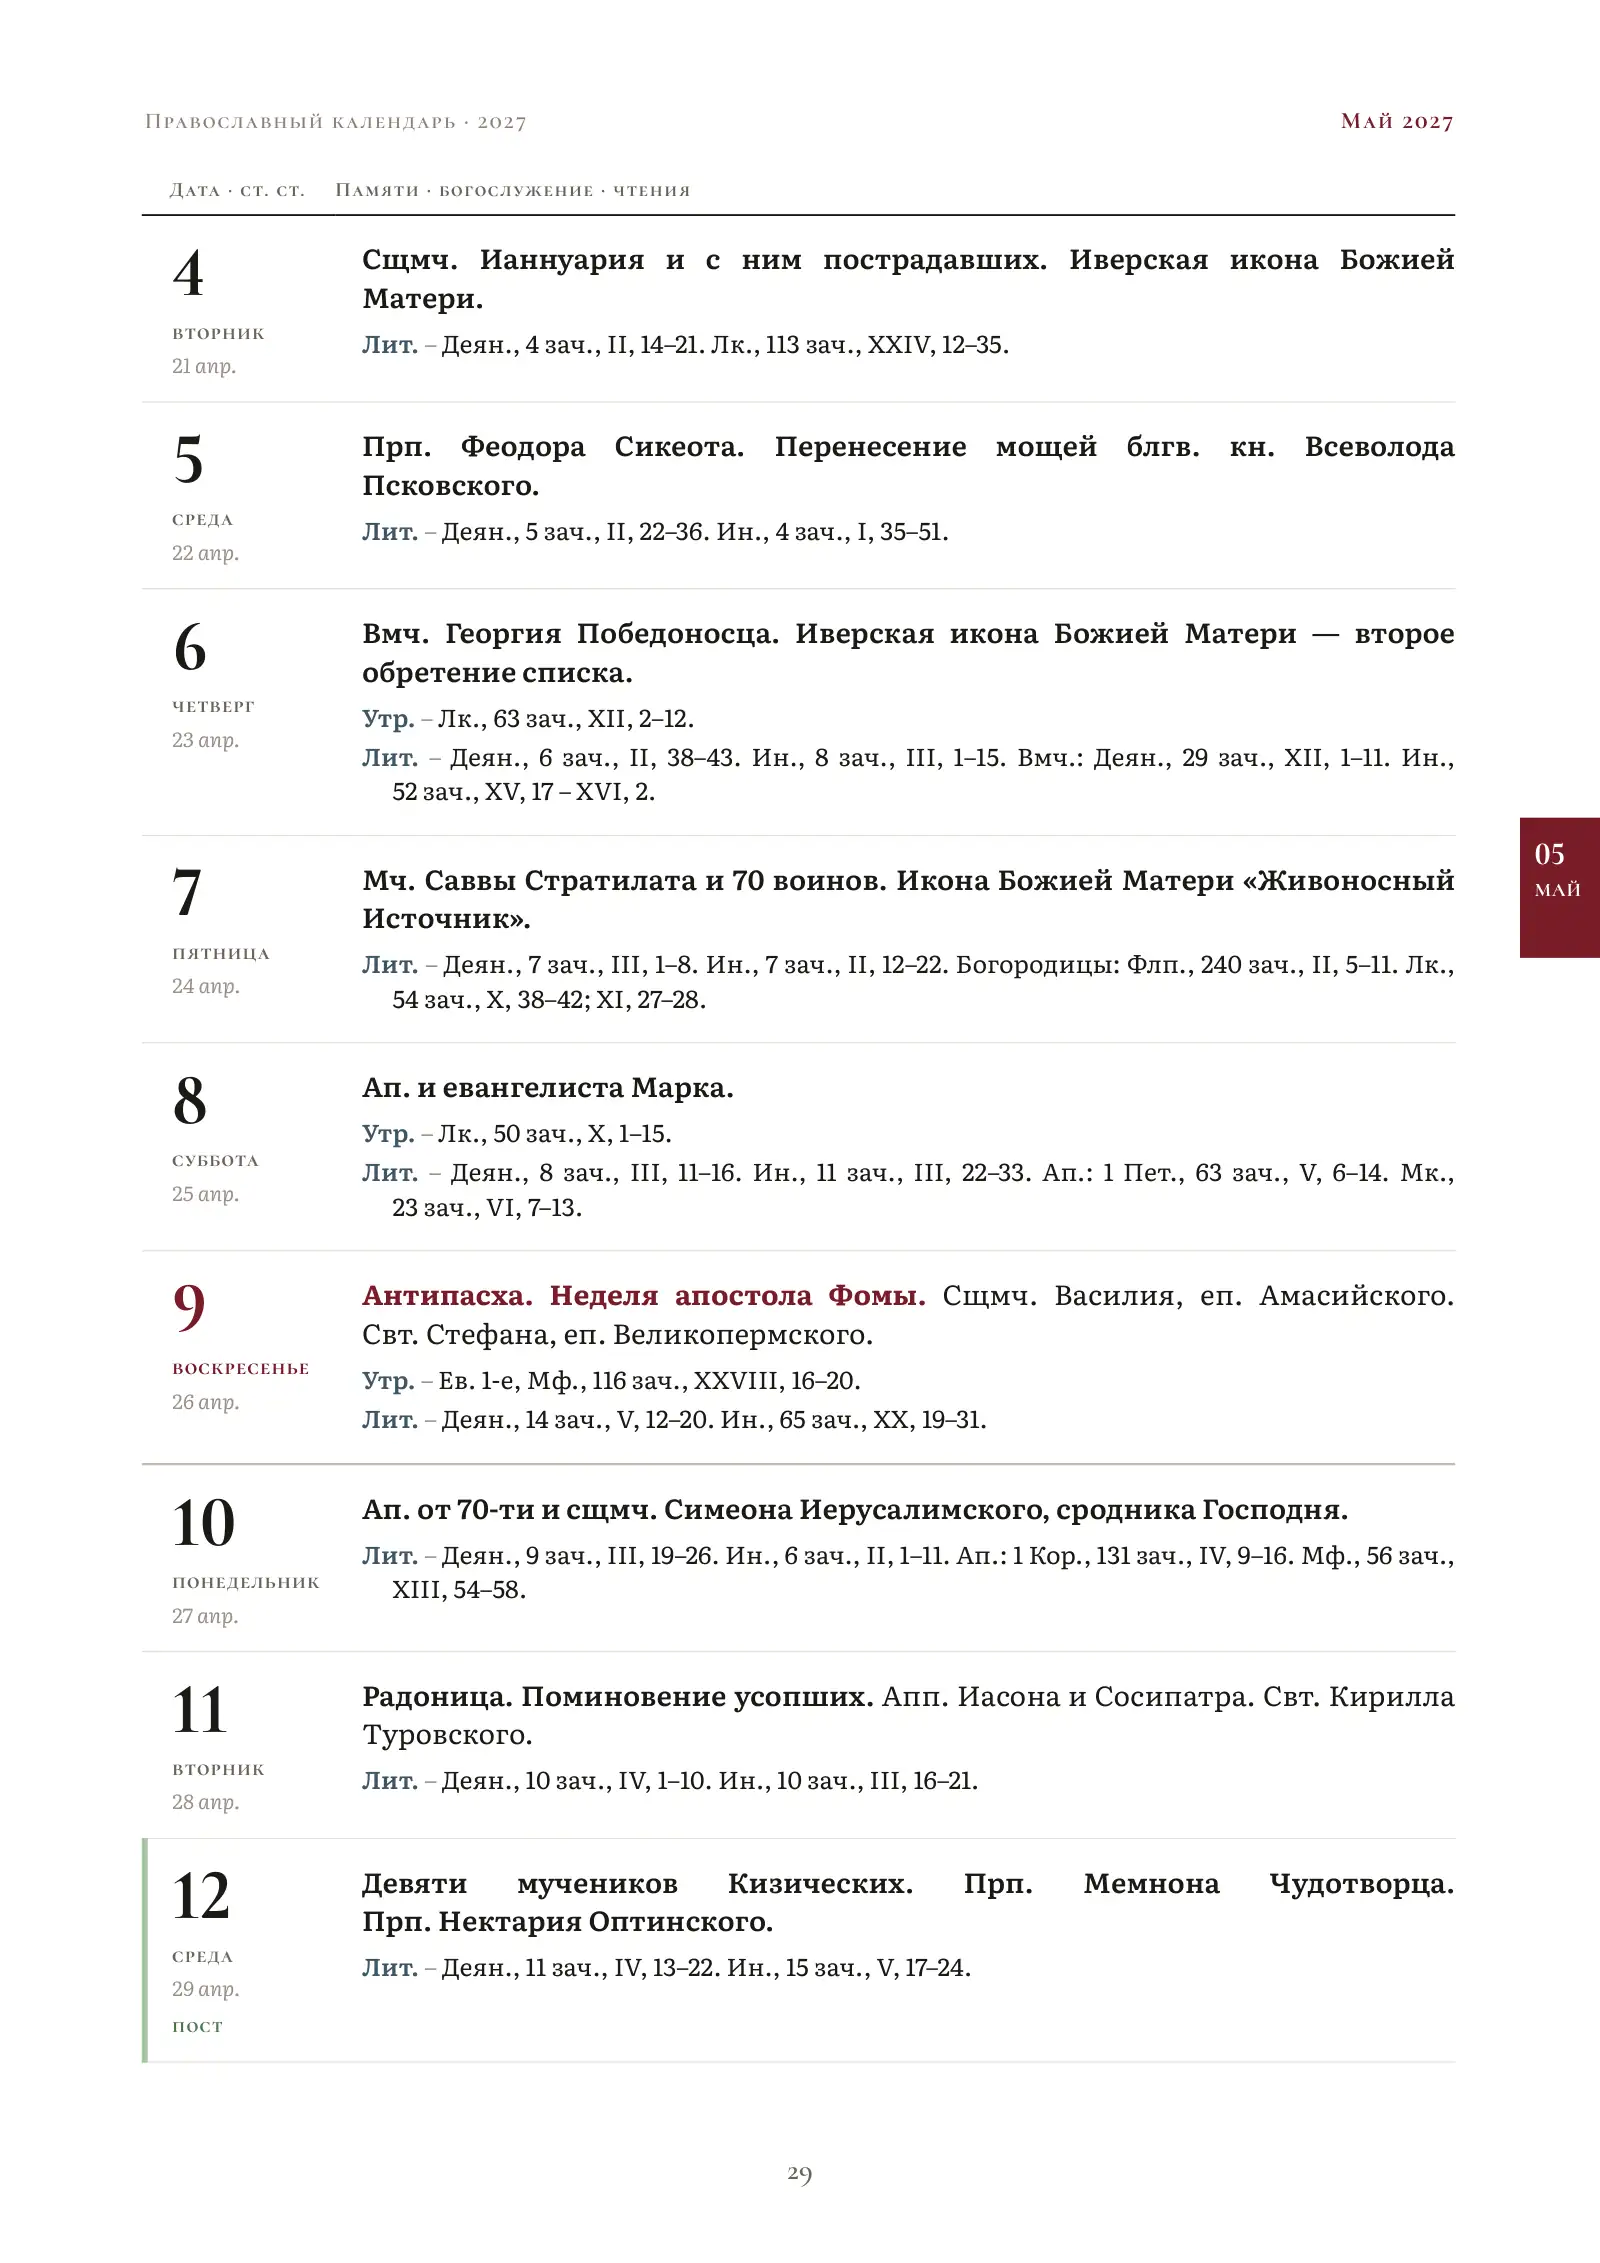 Православный календарь · 2027
Май 2027
Дата · ст. ст. Памяти · богослужение · чтения
4
вторник
21 апр.
Сщмч. Ианнуария и с ним пострадавших. Иверская икона Божией
Матери.
Лит. – Деян., 4 зач., II, 14–21. Лк., 113 зач., XXIV, 12–35.
5
среда
22 апр.
Прп. Феодора Сикеота. Перенесение мощей блгв. кн. Всеволода
Псковского.
Лит. – Деян., 5 зач., II, 22–36. Ин., 4 зач., I, 35–51.
6
четверг
23 апр.
Вмч. Георгия Победоносца. Иверская икона Божией Матери — второе
обретение списка.
Утр. – Лк., 63 зач., XII, 2–12.
Лит. – Деян., 6 зач., II, 38–43. Ин., 8 зач., III, 1–15. Вмч.: Деян., 29 зач., XII, 1–11. Ин.,
52 зач., XV, 17 – XVI, 2.
7
пятница
24 апр.
Мч. Саввы Стратилата и 70 воинов. Икона Божией Матери «Живоносный
Источник».
Лит. – Деян., 7 зач., III, 1–8. Ин., 7 зач., II, 12–22. Богородицы: Флп., 240 зач., II, 5–11. Лк.,
54 зач., X, 38–42; XI, 27–28.
05
май
8
суббота
25 апр.
Ап. и евангелиста Марка.
Утр. – Лк., 50 зач., X, 1–15.
Лит. – Деян., 8 зач., III, 11–16. Ин., 11 зач., III, 22–33. Ап.: 1 Пет., 63 зач., V, 6–14. Мк.,
23 зач., VI, 7–13.
9
воскресенье
26 апр.
Антипасха. Неделя апостола Фомы. Сщмч. Василия, еп. Амасийского.
Свт. Стефана, еп. Великопермского.
Утр. – Ев. 1-е, Мф., 116 зач., XXVIII, 16–20.
Лит. – Деян., 14 зач., V, 12–20. Ин., 65 зач., XX, 19–31.
10
понедельник
27 апр.
Ап. от 70-ти и сщмч. Симеона Иерусалимского, сродника Господня.
Лит. – Деян., 9 зач., III, 19–26. Ин., 6 зач., II, 1–11. Ап.: 1 Кор., 131 зач., IV, 9–16. Мф., 56 зач.,
XIII, 54–58.
11
вторник
28 апр.
Радоница. Поминовение усопших. Апп. Иасона и Сосипатра. Свт. Кирилла
Туровского.
Лит. – Деян., 10 зач., IV, 1–10. Ин., 10 зач., III, 16–21.
12
среда
29 апр.
пост
Девяти мучеников Кизических. Прп. Мемнона Чудотворца.
Прп. Нектария Оптинского.
Лит. – Деян., 11 зач., IV, 13–22. Ин., 15 зач., V, 17–24.
29